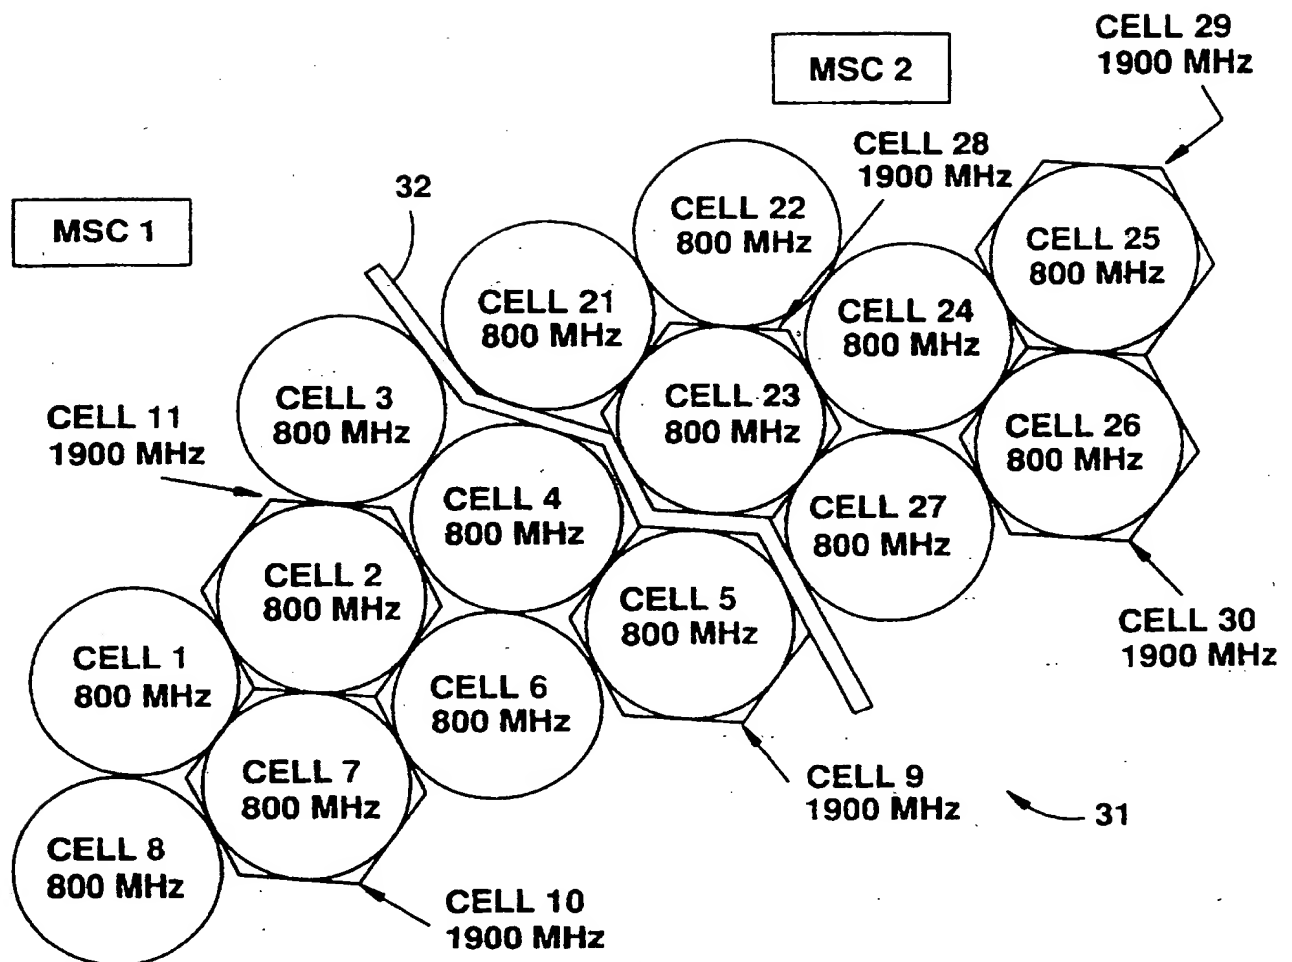 CELL 29
1900 MHz
MSC 2
CELL 28
1900 MHz
32
MSC 1
CELL 22
800 MHz
CELL 25
800 MHz
CELL 21
800 MHz
CELL 24
800 MHz
CELL 3
800 MHz
CELL 23
800 MHz
CELL 11
1900 MHz
CELL 26
800 MHz
CELL 4
800 MHz
CELL 27
800 MHz
CELL 2
800 MHz
CELL 5
800 MHz
CELL 30
1900 MHz
CELL 1
800 MHz
CELL 6
800 MHz
CELL 7
800 MHz
CELL 9
1900 MHz
31
CELL 8
800 MHz
CELL 10
1900 MHz